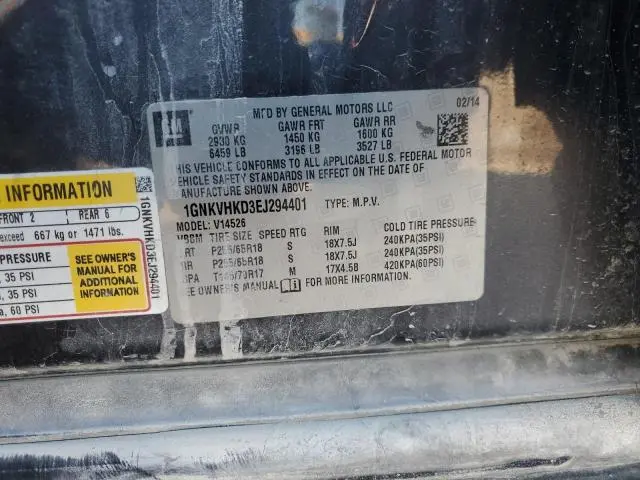 GM
MFD BY GENERAL MOTORS LLC
02/14
GVWR GAWR FRT GAWR RR
2930 KG 1450 KG 1600 KG
6459 LB 3196 LB 3527 LB
THIS VEHICLE CONFORMS TO ALL APPLICABLE U.S. FEDERAL MOTOR
VEHICLE SAFETY STANDARDS IN EFFECT ON THE DATE OF
MANUFACTURE SHOWN ABOVE.
1GNKVHKD3EJ294401 TYPE: M.P.V.
MODEL: V14526
TIRE SIZE SPEED RTG RIM COLD TIRE PRESSURE
P255/65R18 S 18X7.5J 240KPA(35PSI)
P255/65R18 S 18X7.5J 240KPA(35PSI)
M 17X4.5B 420KPA(60PSI)
SEE OWNER'S MANUAL FOR MORE INFORMATION.
INFORMATION
FRONT 2 REAR 6
exceed 667 kg or 1471 lbs.
PRESSURE
35 PSI
35 PSI
60 PSI
SEE OWNER'S
MANUAL FOR
ADDITIONAL
INFORMATION
1GNKVHKD3EJ294401